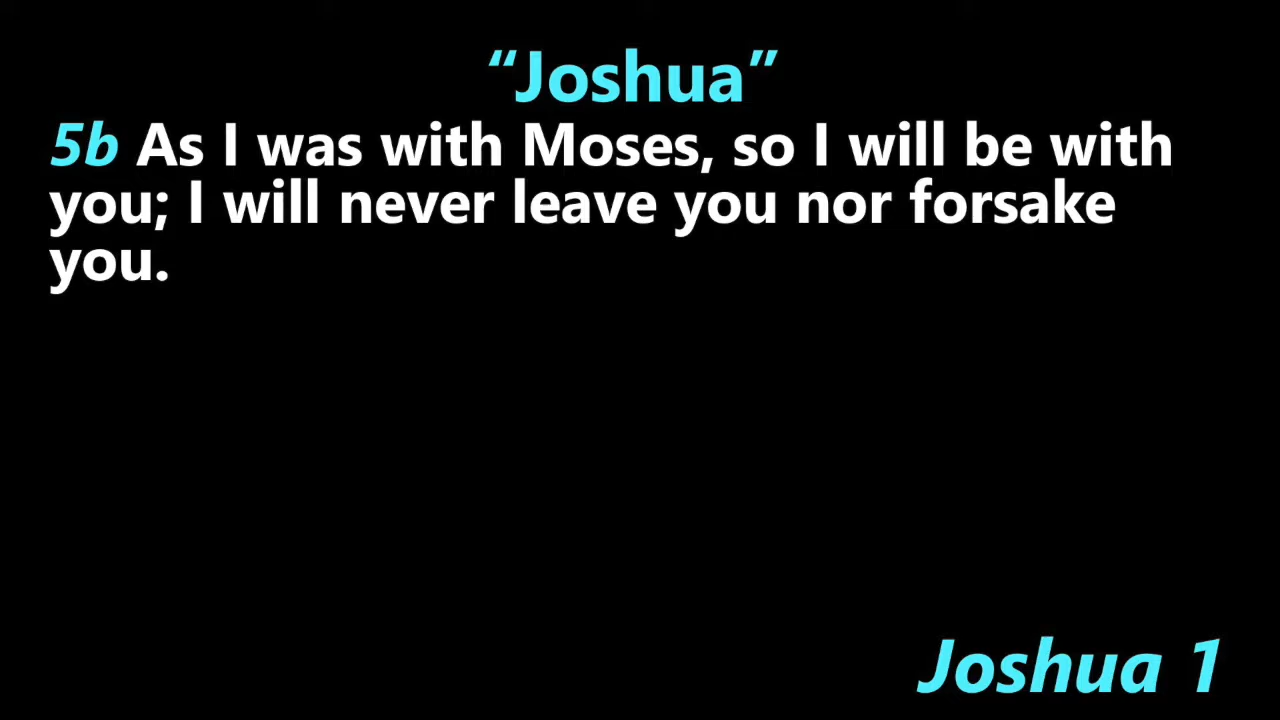 “Joshua”
5b As I was with Moses, so I will be with
you; I will never leave you nor forsake
you.
Joshua 1